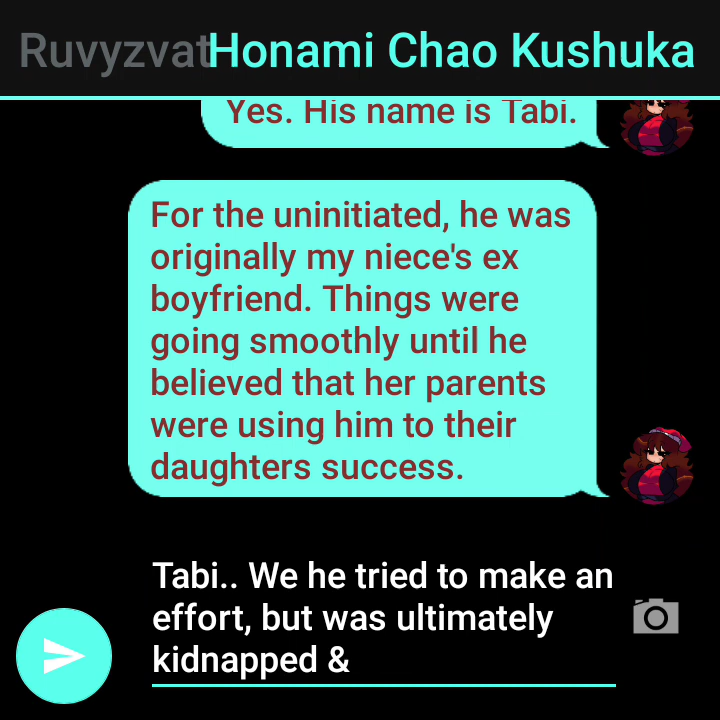 Ruvyzvat Honami Chao Kushuka
Yes. His name is Tabi.
For the uninitiated, he was
originally my niece's ex
boyfriend. Things were
going smoothly until he
believed that her parents
were using him to their
daughters success.
Tabi.. We he tried to make an
effort, but was ultimately
kidnapped &